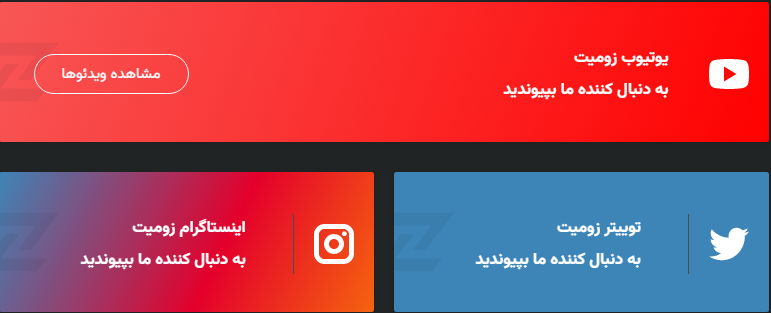 یوتیوب زومیت
به دنبال کننده ما بپیوندید
مشاهده ویدئوها
توییتر زومیت
به دنبال کننده ما بپیوندید
اینستاگرام زومیت
به دنبال کننده ما بپیوندید